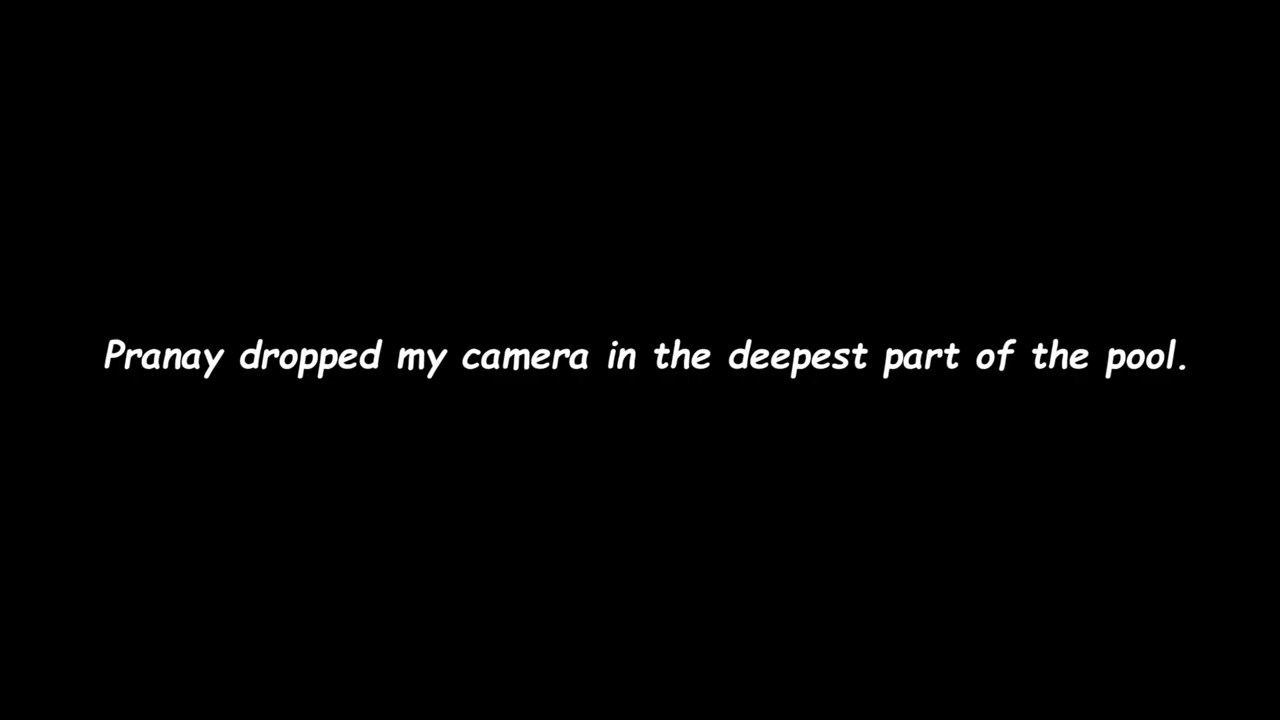 Pranay dropped my camera in the deepest part of the pool.